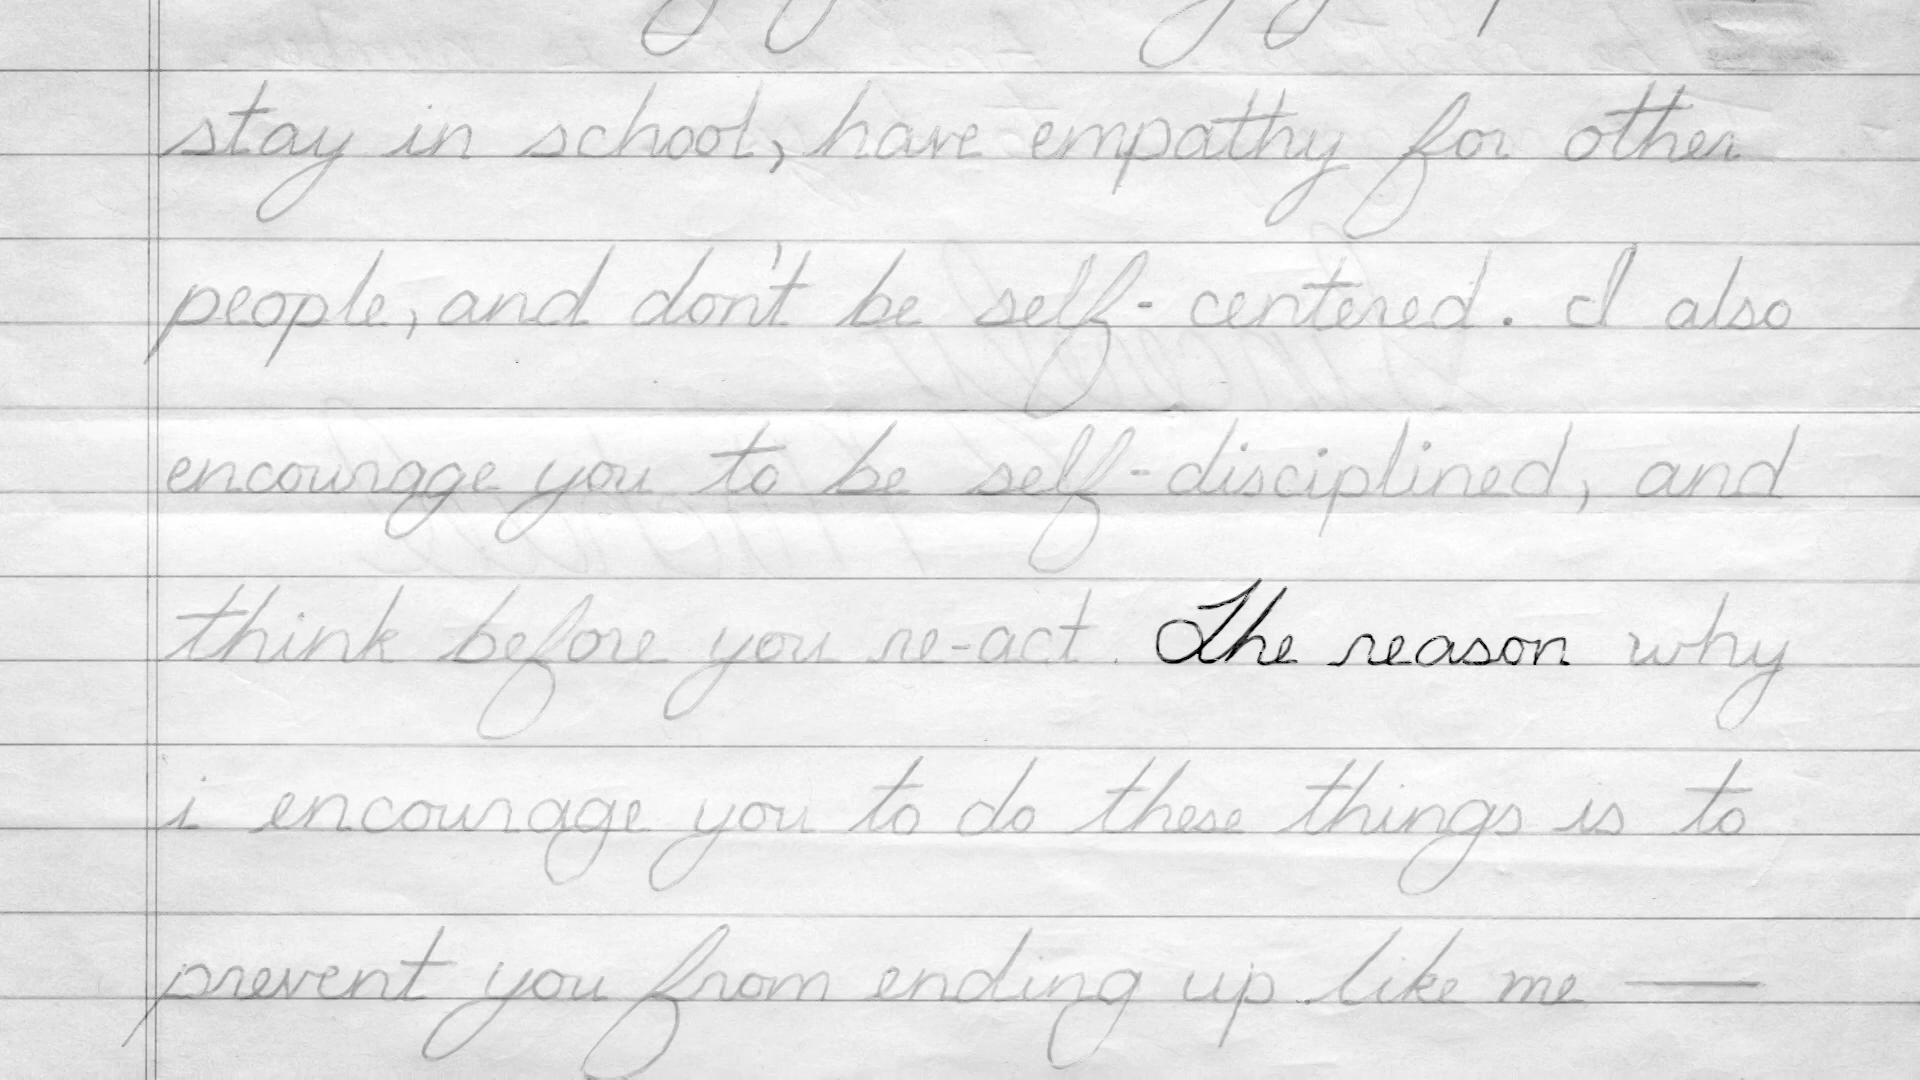 stay in school, have empathy for other
people, and don't be self-centered. I also
encourage you to be self-disciplined, and
think before you re-act. The reason why
i encourage you to do these things is to
prevent you from ending up like me —